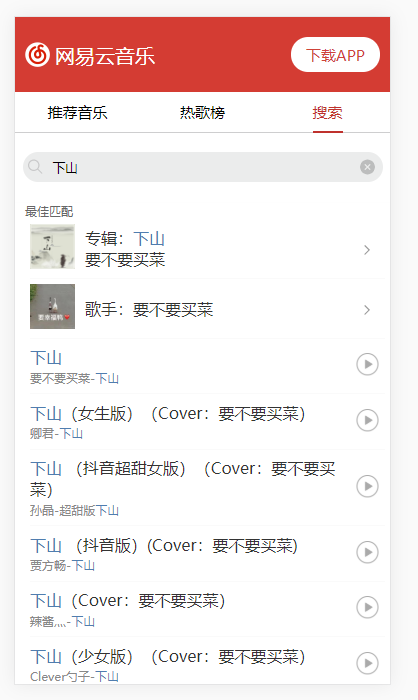 网易云音乐
下载APP
推荐音乐 热歌榜 搜索
下山
最佳匹配
专辑：下山
要不要买菜
歌手：要不要买菜
下山
要不要买菜-下山
下山（女生版）（Cover：要不要买菜）
卿君-下山
下山 （抖音超甜女版）（Cover：要不要买
菜）
孙晶-超甜版下山
下山 （抖音版）(Cover：要不要买菜)
贾方畅-下山
下山（Cover：要不要买菜）
辣酱灬-下山
下山（少女版）（Cover：要不要买菜）
Clever勺子-下山